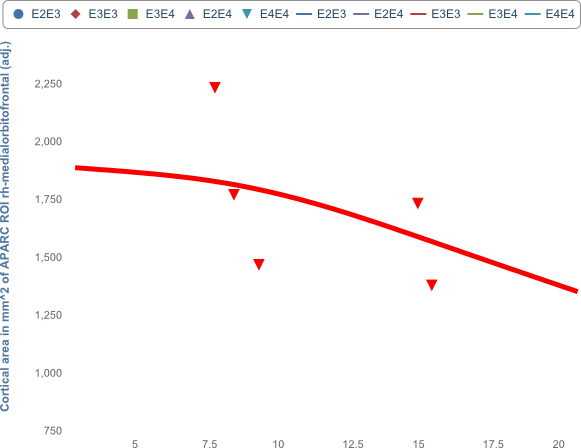 E2E3 E3E3 E3E4 E2E4 E4E4 E2E3 E2E4 E3E3 E3E4 E4E4
Cortical area in mm^2 of APARC ROI rh-medialorbitofrontal (adj.)
2,250
2,000
1,750
1,500
1,250
1,000
750
5 7.5 10 12.5 15 17.5 20